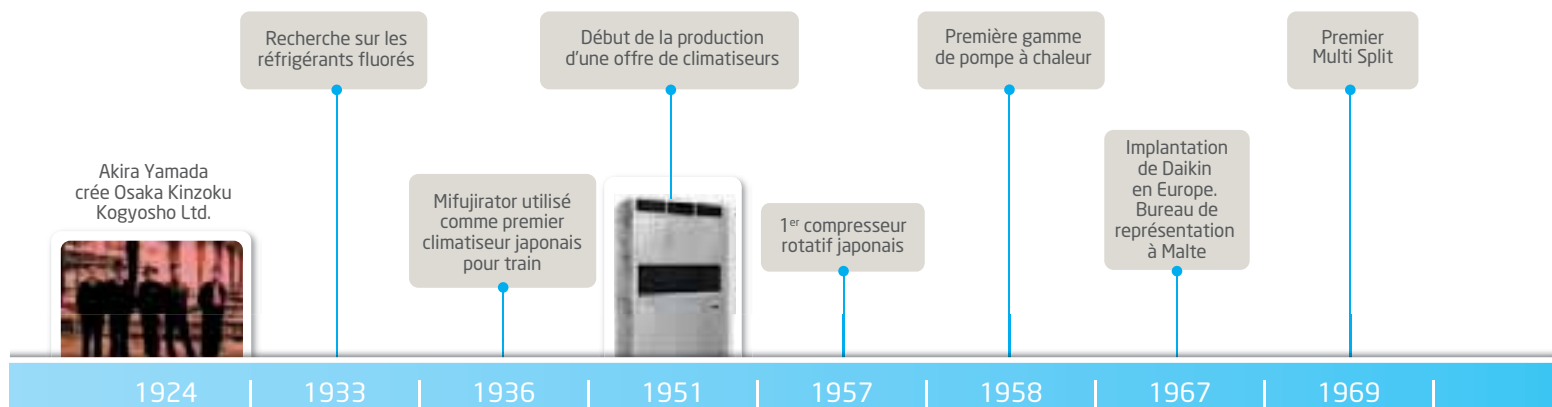 Recherche sur les
réfrigérants fluorés
Début de la production
d'une offre de climatiseurs
Première gamme
de pompe à chaleur
Premier
Multi Split
Akira Yamada
crée Osaka Kinzoku
Kogyosho Ltd.
Mifujirator utilisé
comme premier
climatiseur japonais
pour train
1er compresseur
rotatif japonais
Implantation
de Daikin
en Europe.
Bureau de
représentation
à Malte
1924
1933
1936
1951
1957
1958
1967
1969